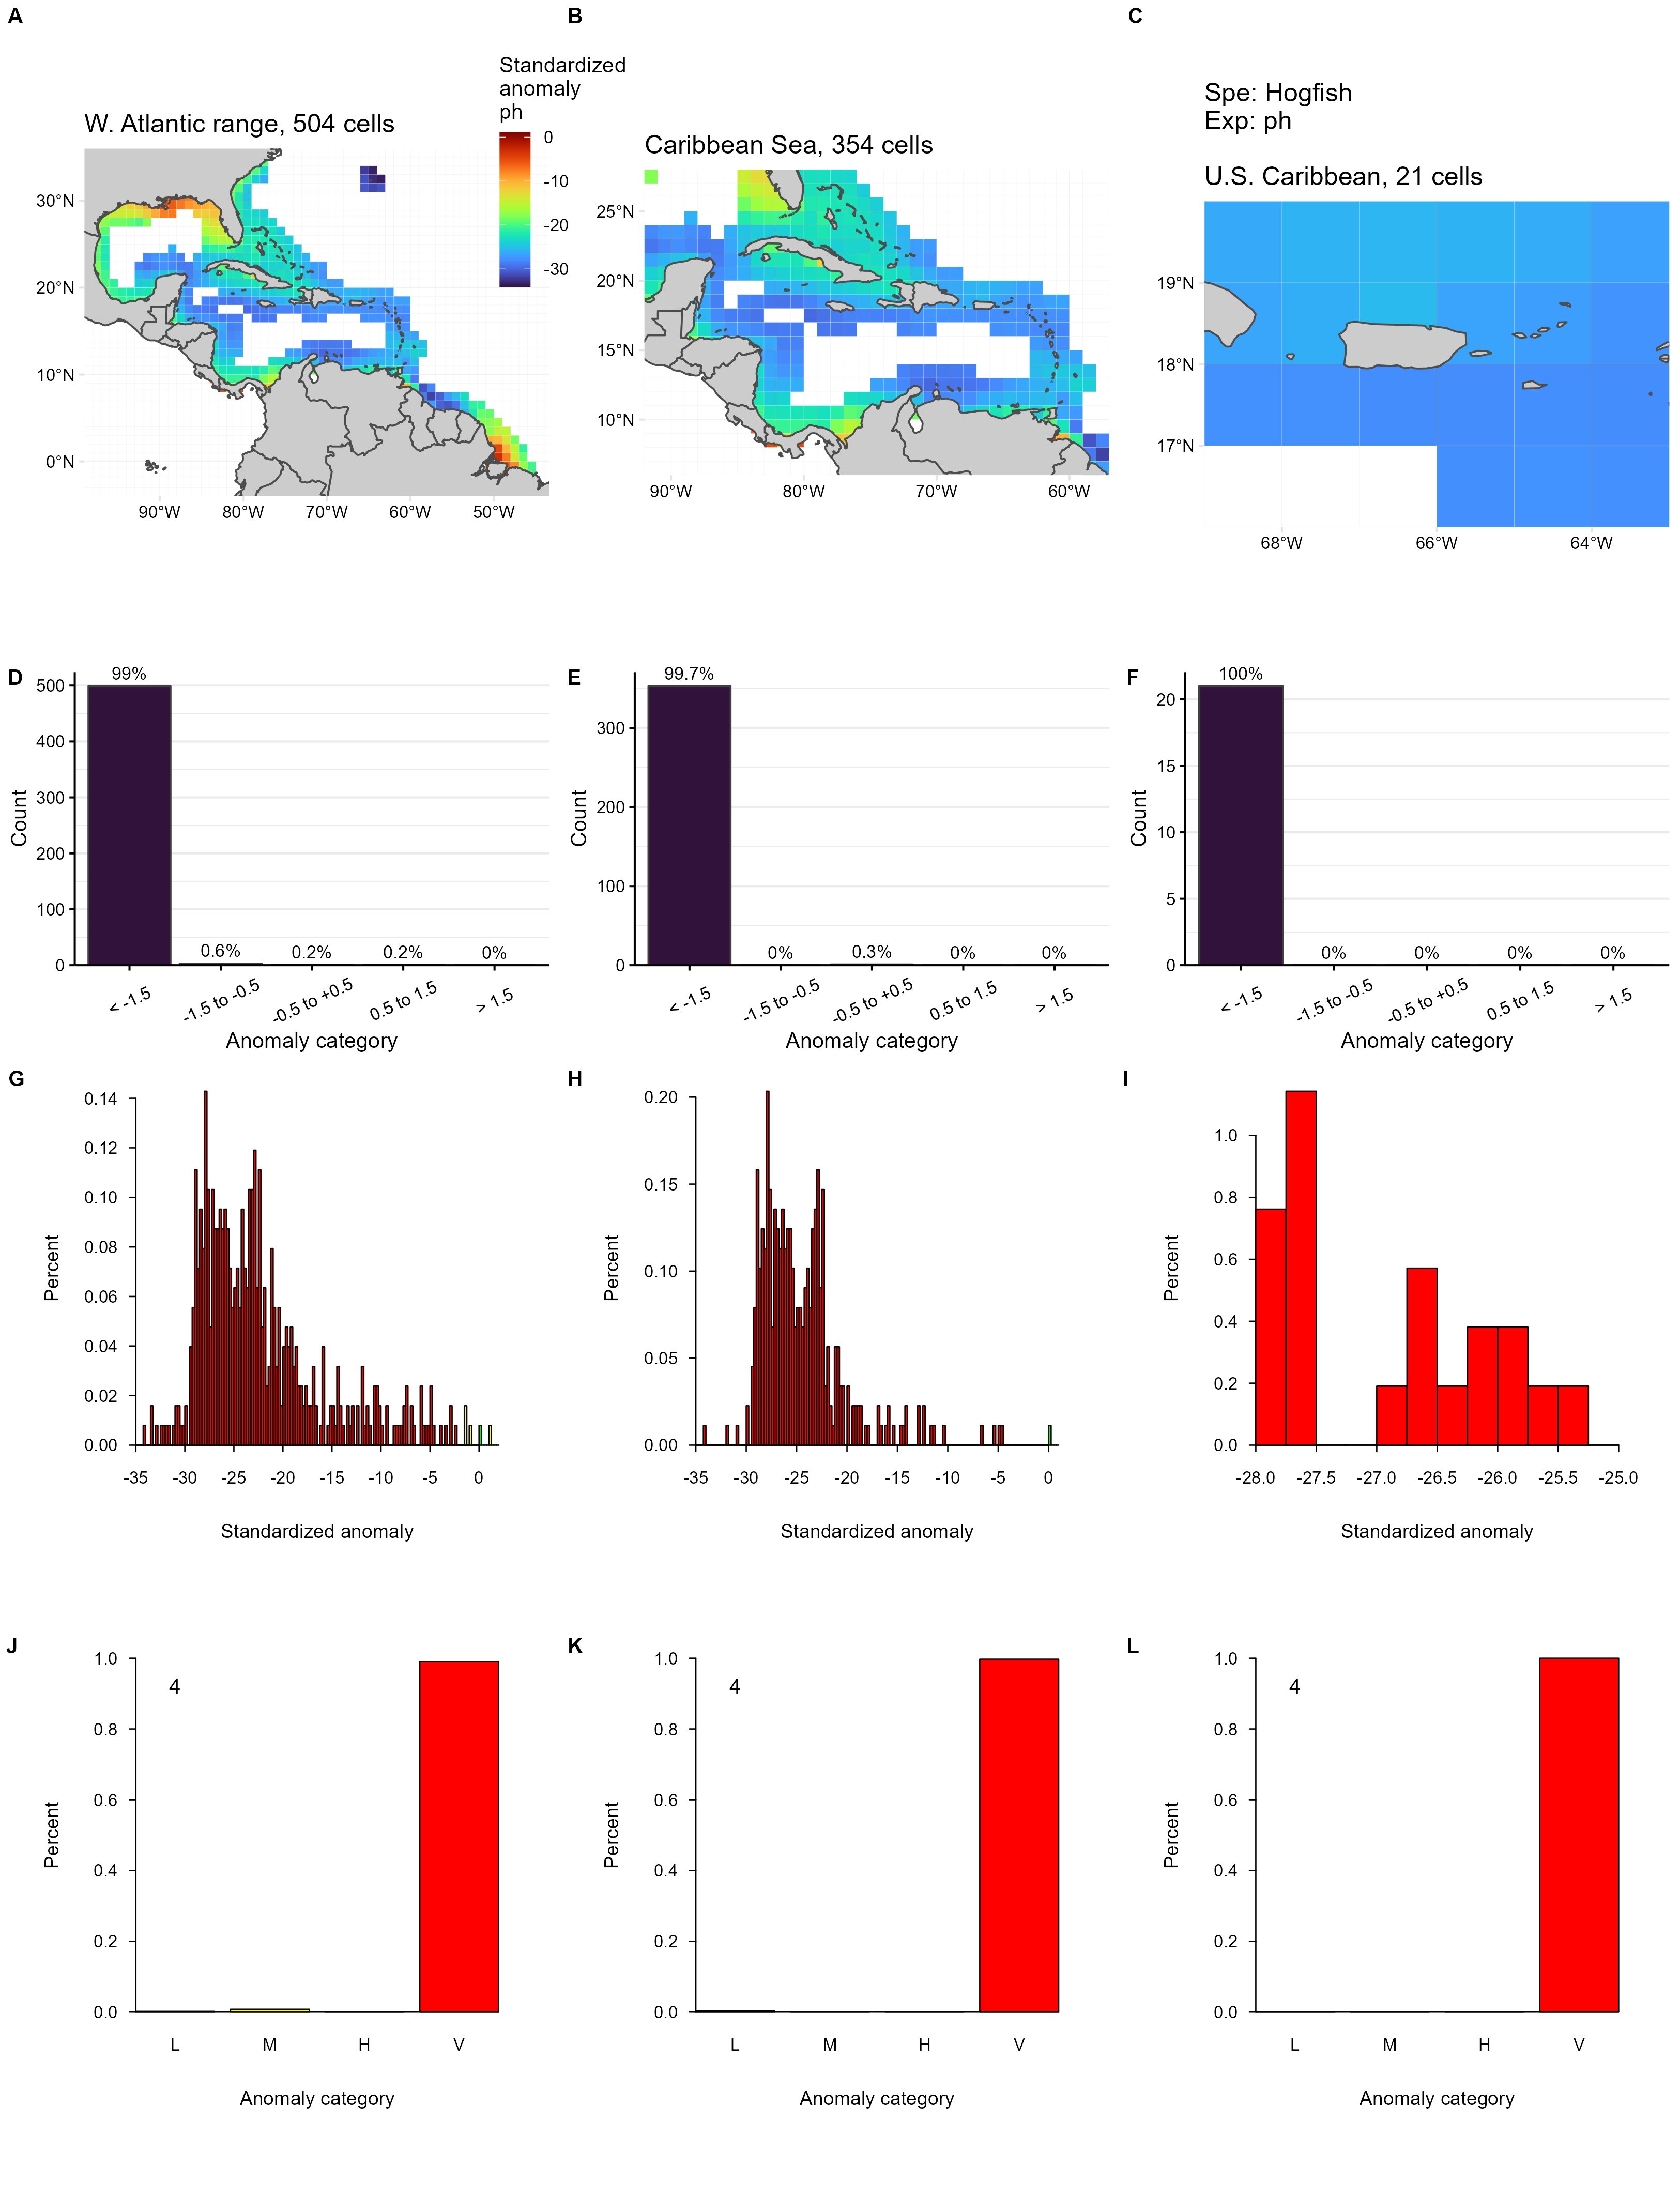 A
B
C
Standardized
anomaly
ph
0
-10
-20
-30
W. Atlantic range, 504 cells
30°N
20°N
10°N
0°N
90°W 80°W 70°W 60°W 50°W
Caribbean Sea, 354 cells
25°N
20°N
15°N
10°N
90°W 80°W 70°W 60°W
Spe: Hogfish
Exp: ph
U.S. Caribbean, 21 cells
19°N
18°N
17°N
68°W 66°W 64°W
D
500
400
300
200
100
0
Count
99% 0.6% 0.2% 0.2% 0%
< -1.5 -1.5 to -0.5 -0.5 to +0.5 0.5 to 1.5 > 1.5
Anomaly category
E
300
200
100
0
Count
99.7% 0% 0.3% 0% 0%
< -1.5 -1.5 to -0.5 -0.5 to +0.5 0.5 to 1.5 > 1.5
Anomaly category
F
20
15
10
5
0
Count
100% 0% 0% 0% 0%
< -1.5 -1.5 to -0.5 -0.5 to +0.5 0.5 to 1.5 > 1.5
Anomaly category
G
0.14
0.12
0.10
0.08
0.06
0.04
0.02
0.00
Percent
-35 -30 -25 -20 -15 -10 -5 0
Standardized anomaly
H
0.20
0.15
0.10
0.05
0.00
Percent
-35 -30 -25 -20 -15 -10 -5 0
Standardized anomaly
I
1.0
0.8
0.6
0.4
0.2
0.0
Percent
-28.0 -27.5 -27.0 -26.5 -26.0 -25.5 -25.0
Standardized anomaly
J
4
1.0
0.8
0.6
0.4
0.2
0.0
Percent
L M H V
Anomaly category
K
4
1.0
0.8
0.6
0.4
0.2
0.0
Percent
L M H V
Anomaly category
L
4
1.0
0.8
0.6
0.4
0.2
0.0
Percent
L M H V
Anomaly category